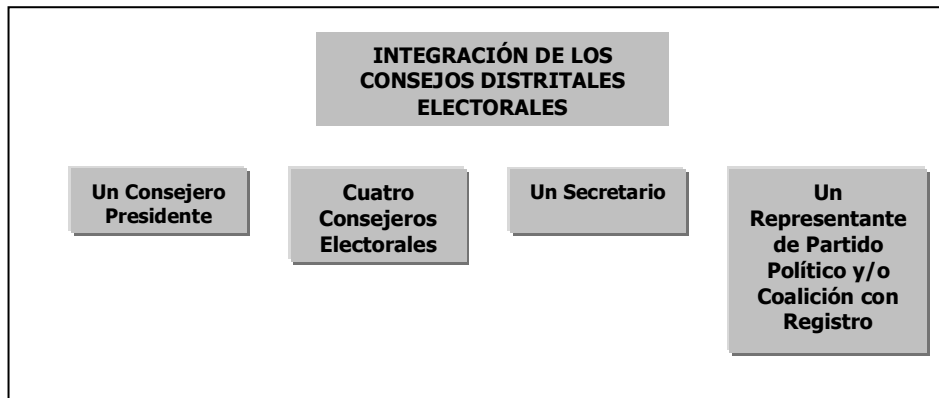 INTEGRACIÓN DE LOS
CONSEJOS DISTRITALES
ELECTORALES
Un Consejero
Presidente
Cuatro
Consejeros
Electorales
Un Secretario
Un
Representante
de Partido
Político y/o
Coalición con
Registro